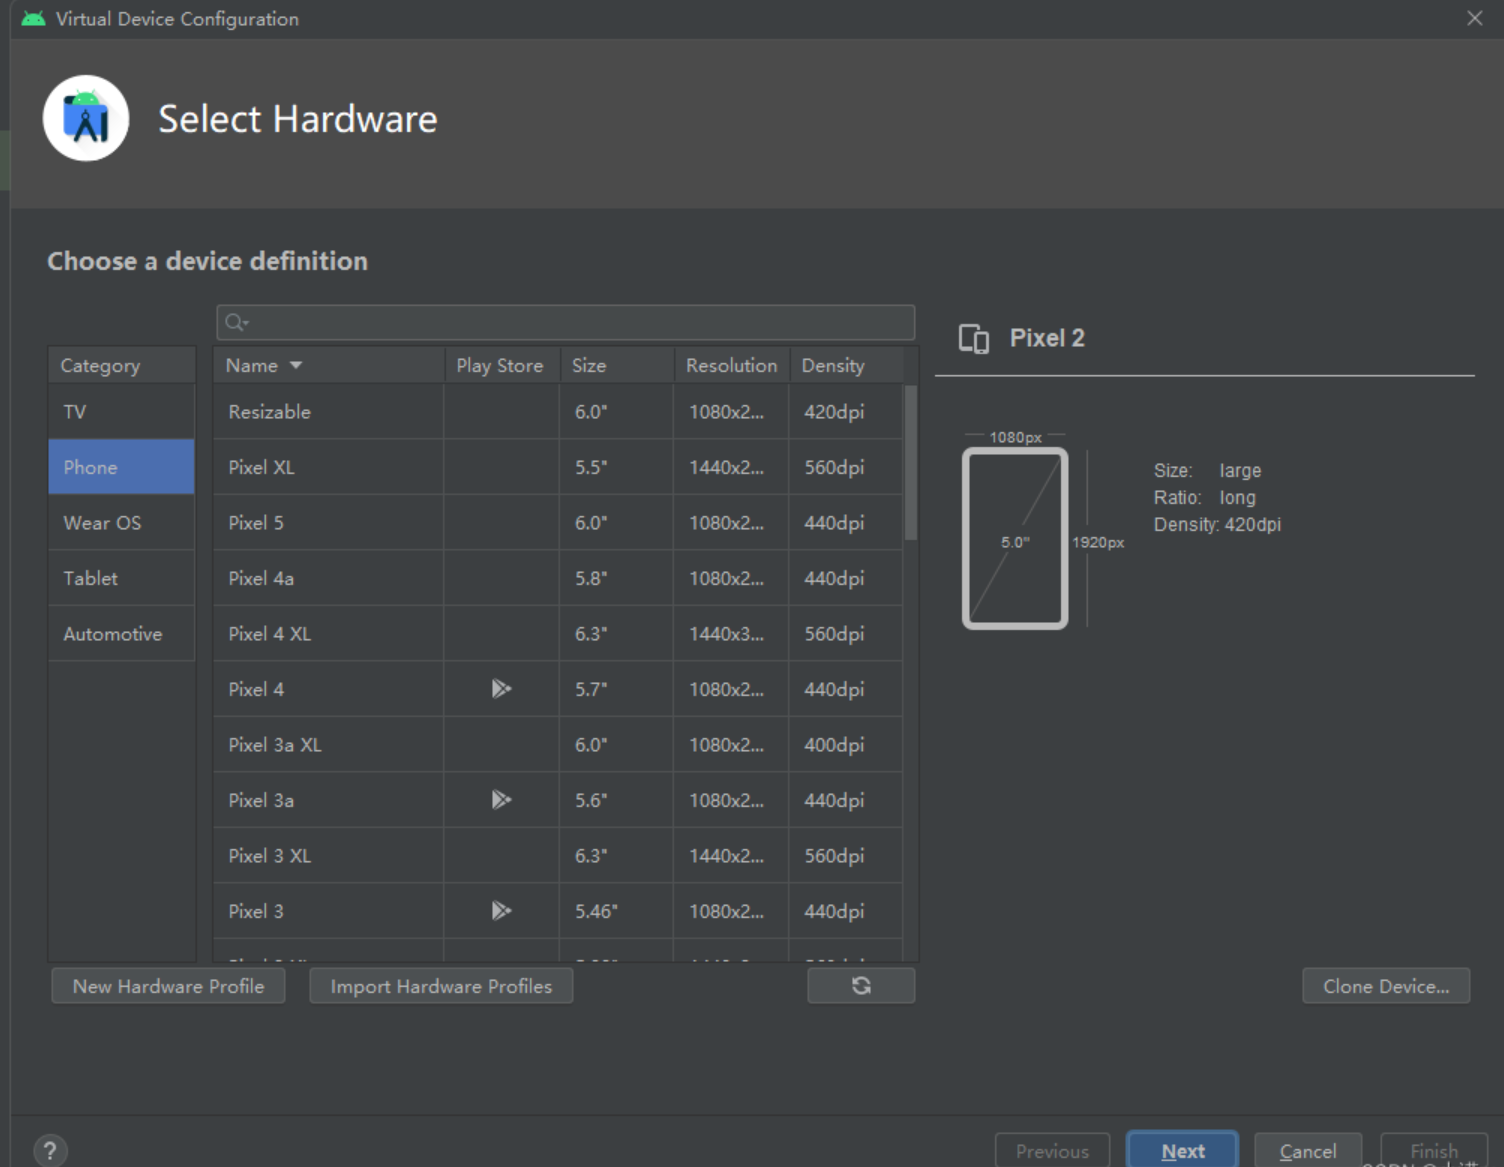 Virtual Device Configuration
Select Hardware
Choose a device definition
Category
TV
Phone
Wear OS
Tablet
Automotive
Name Play Store Size Resolution Density
Resizable 6.0" 1080x2... 420dpi
Pixel XL 5.5" 1440x2... 560dpi
Pixel 5 6.0" 1080x2... 440dpi
Pixel 4a 5.8" 1080x2... 440dpi
Pixel 4 XL 6.3" 1440x3... 560dpi
Pixel 4 5.7" 1080x2... 440dpi
Pixel 3a XL 6.0" 1080x2... 400dpi
Pixel 3a 5.6" 1080x2... 440dpi
Pixel 3 XL 6.3" 1440x2... 560dpi
Pixel 3 5.46" 1080x2... 440dpi
Pixel 2
1080px
5.0"
1920px
Size: large
Ratio: long
Density: 420dpi
New Hardware Profile Import Hardware Profiles Clone Device...
? Previous Next Cancel Finish